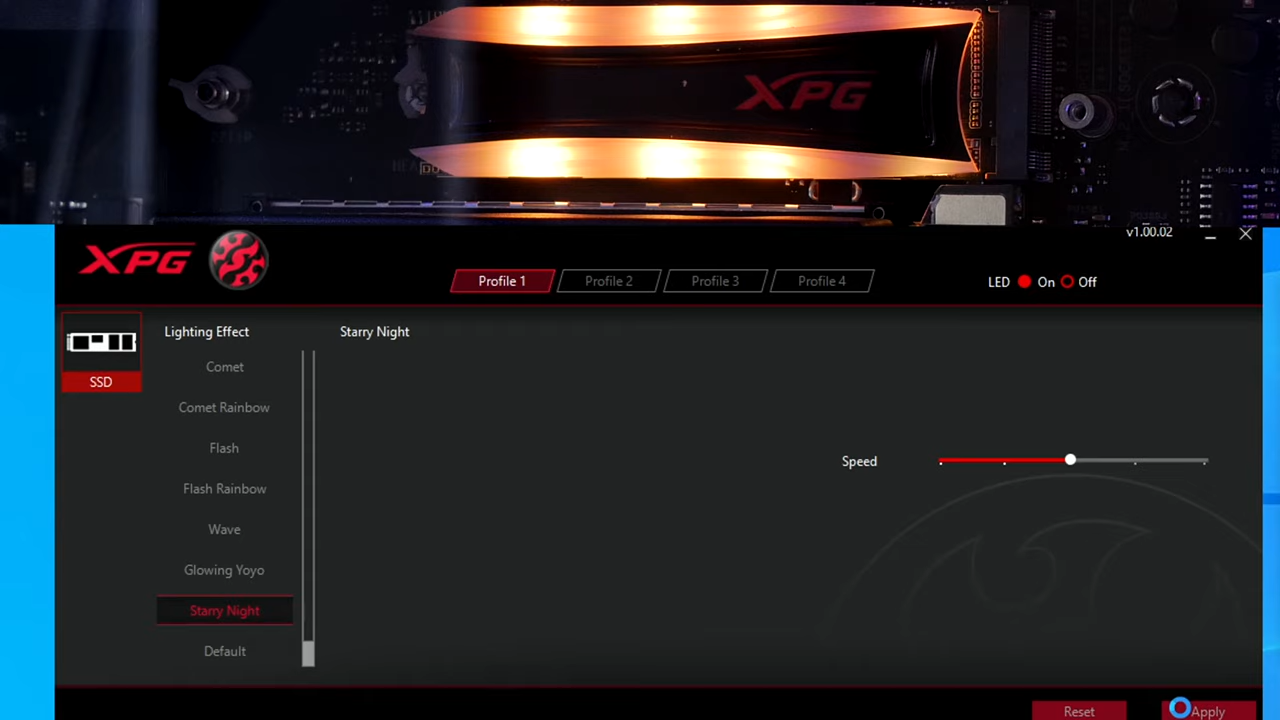 XPG
v1.00.02
XPG
Profile 1
Profile 2
Profile 3
Profile 4
LED
On
Off
SSD
Lighting Effect
Comet
Comet Rainbow
Flash
Flash Rainbow
Wave
Glowing Yoyo
Starry Night
Default
Starry Night
Speed
Reset
Apply